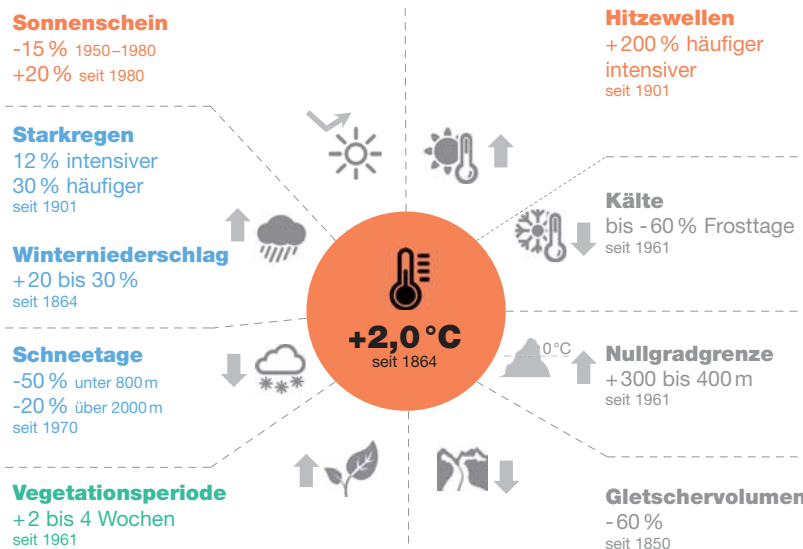 Sonnenschein
-15 % 1950–1980
+20 % seit 1980
Starkregen
12 % intensiver
30 % häufiger
seit 1901
Winterniederschlag
+20 bis 30 %
seit 1864
Schneetage
-50 % unter 800 m
-20 % über 2000 m
seit 1970
Vegetationsperiode
+2 bis 4 Wochen
seit 1961
+2,0 °C
seit 1864
Hitzewellen
+200 % häufiger
intensiver
seit 1901
Kälte
bis -60 % Frosttage
seit 1961
0 °C
Nullgradgrenze
+300 bis 400 m
seit 1961
Gletschervolumen
-60 %
seit 1850